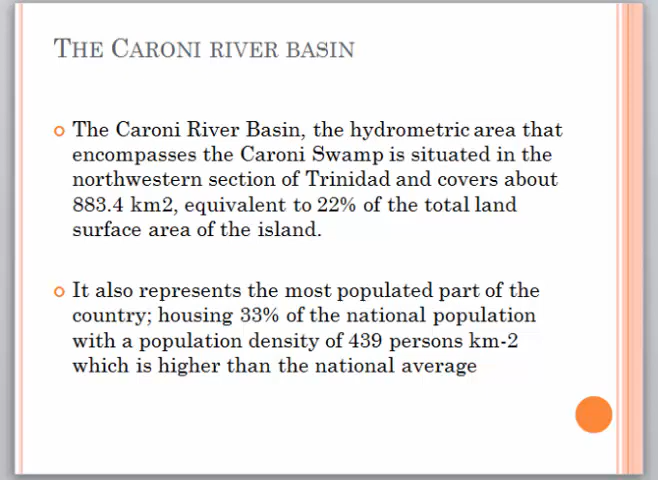 THE CARONI RIVER BASIN
The Caroni River Basin, the hydrometric area that
encompasses the Caroni Swamp is situated in the
northwestern section of Trinidad and covers about
883.4 km2, equivalent to 22% of the total land
surface area of the island.
It also represents the most populated part of the
country; housing 33% of the national population
with a population density of 439 persons km-2
which is higher than the national average